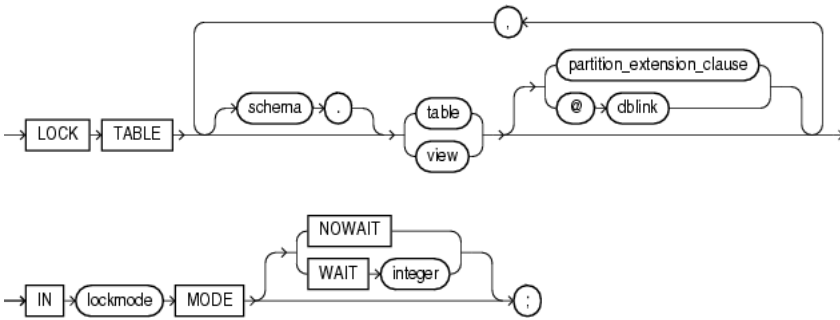 ,
partition_extension_clause
schema . table @ dblink
LOCK TABLE view
NOWAIT
WAIT integer
IN lockmode MODE ;